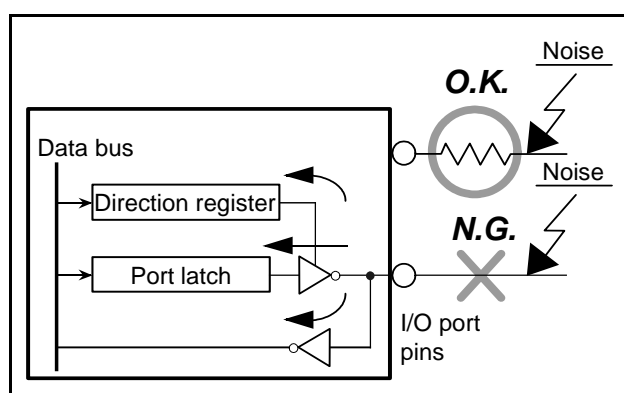 Noise
O.K.
Data bus
Noise
Direction register
N.G.
Port latch
I/O port
pins